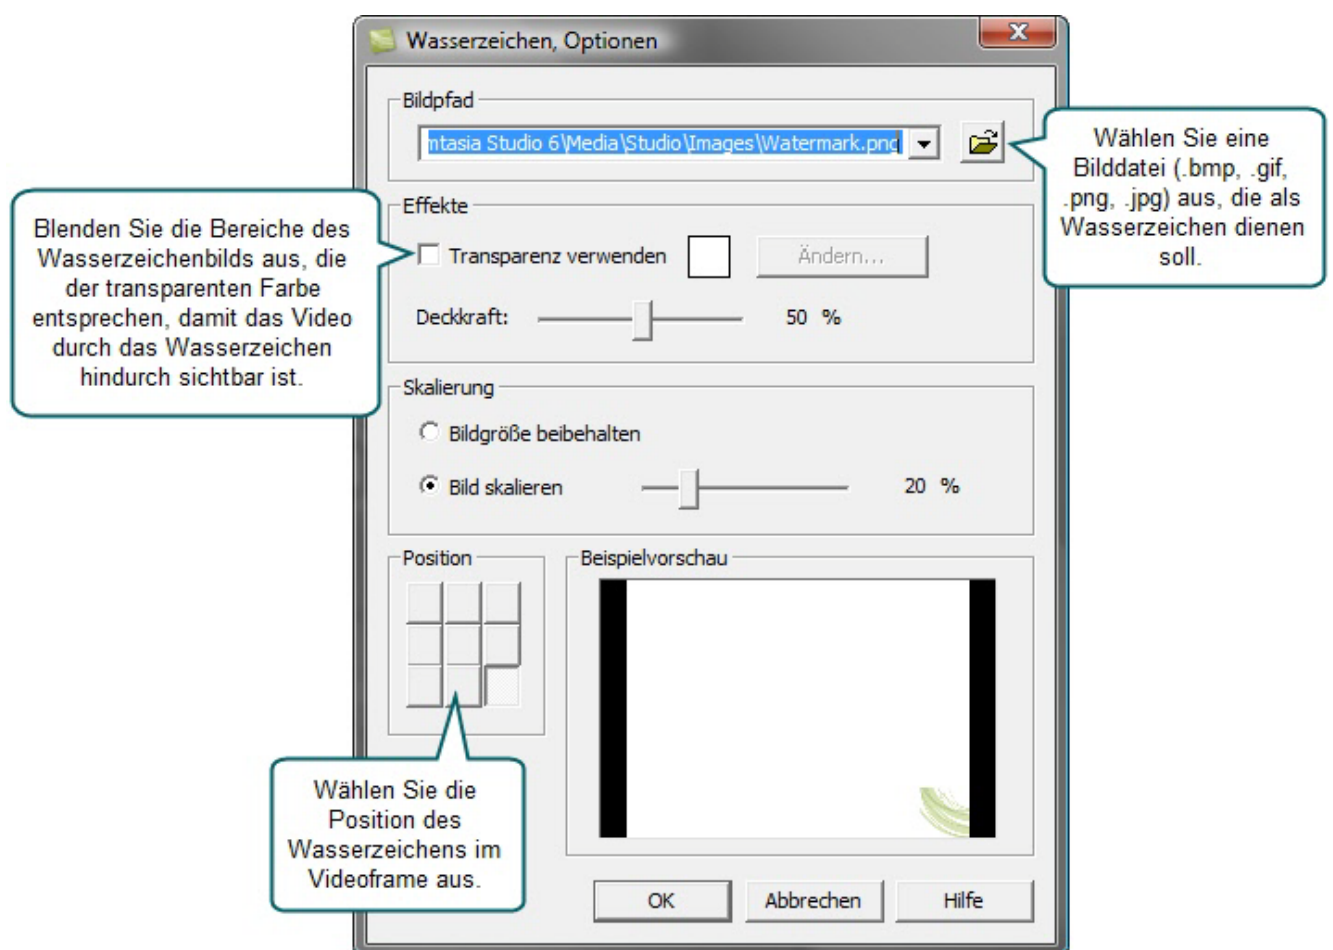 Wasserzeichen, Optionen
Bildpfad
mtasia Studio 6\Media\Studio\Images\Watermark.png
Wählen Sie eine
Bilddatei (.bmp, .gif,
.png, .jpg) aus, die als
Wasserzeichen dienen
soll.
Effekte
Blenden Sie die Bereiche des
Wasserzeichenbilds aus, die
der transparenten Farbe
entsprechen, damit das Video
durch das Wasserzeichen
hindurch sichtbar ist.
Transparenz verwenden
Ändern...
Deckkraft: 50 %
Skalierung
Bildgröße beibehalten
Bild skalieren 20 %
Position
Beispielvorschau
Wählen Sie die
Position des
Wasserzeichens im
Videoframe aus.
OK Abbrechen Hilfe